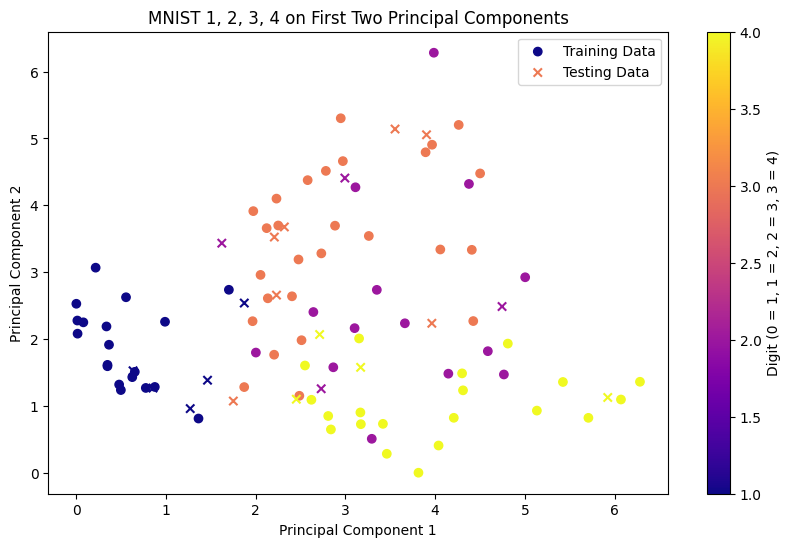 MNIST 1, 2, 3, 4 on First Two Principal Components
Training Data
Testing Data
Principal Component 2
6
5
4
3
2
1
0
0 1 2 3 4 5 6
Principal Component 1
4.0
3.5
3.0
2.5
2.0
1.5
1.0
Digit (0 = 1, 1 = 2, 2 = 3, 3 = 4)